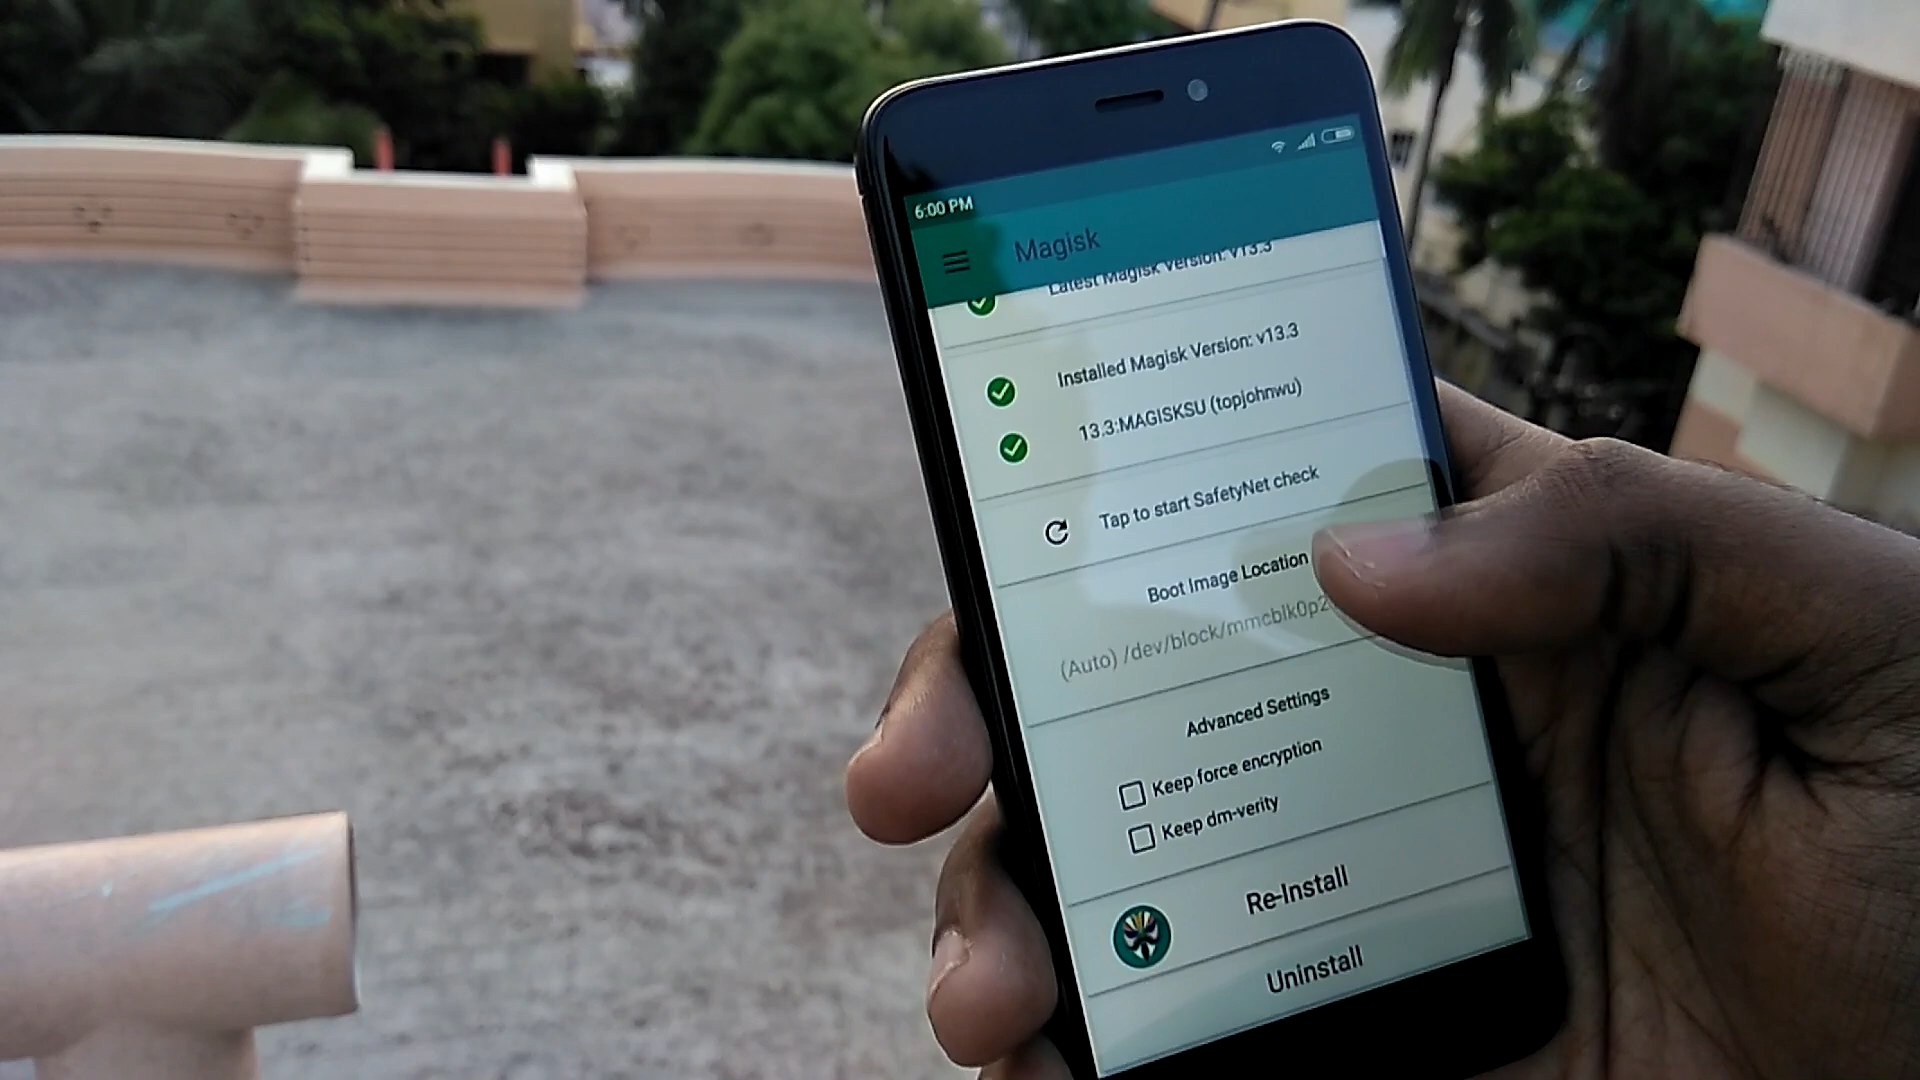 6:00 PM
Magisk
Latest Magisk Version: v13.3
Installed Magisk Version: v13.3
13.3:MAGISKSU (topjohnwu)
Tap to start SafetyNet check
Boot Image Location
(Auto) /dev/block/mmcblk0p2
Advanced Settings
Keep force encryption
Keep dm-verity
Re-Install
Uninstall